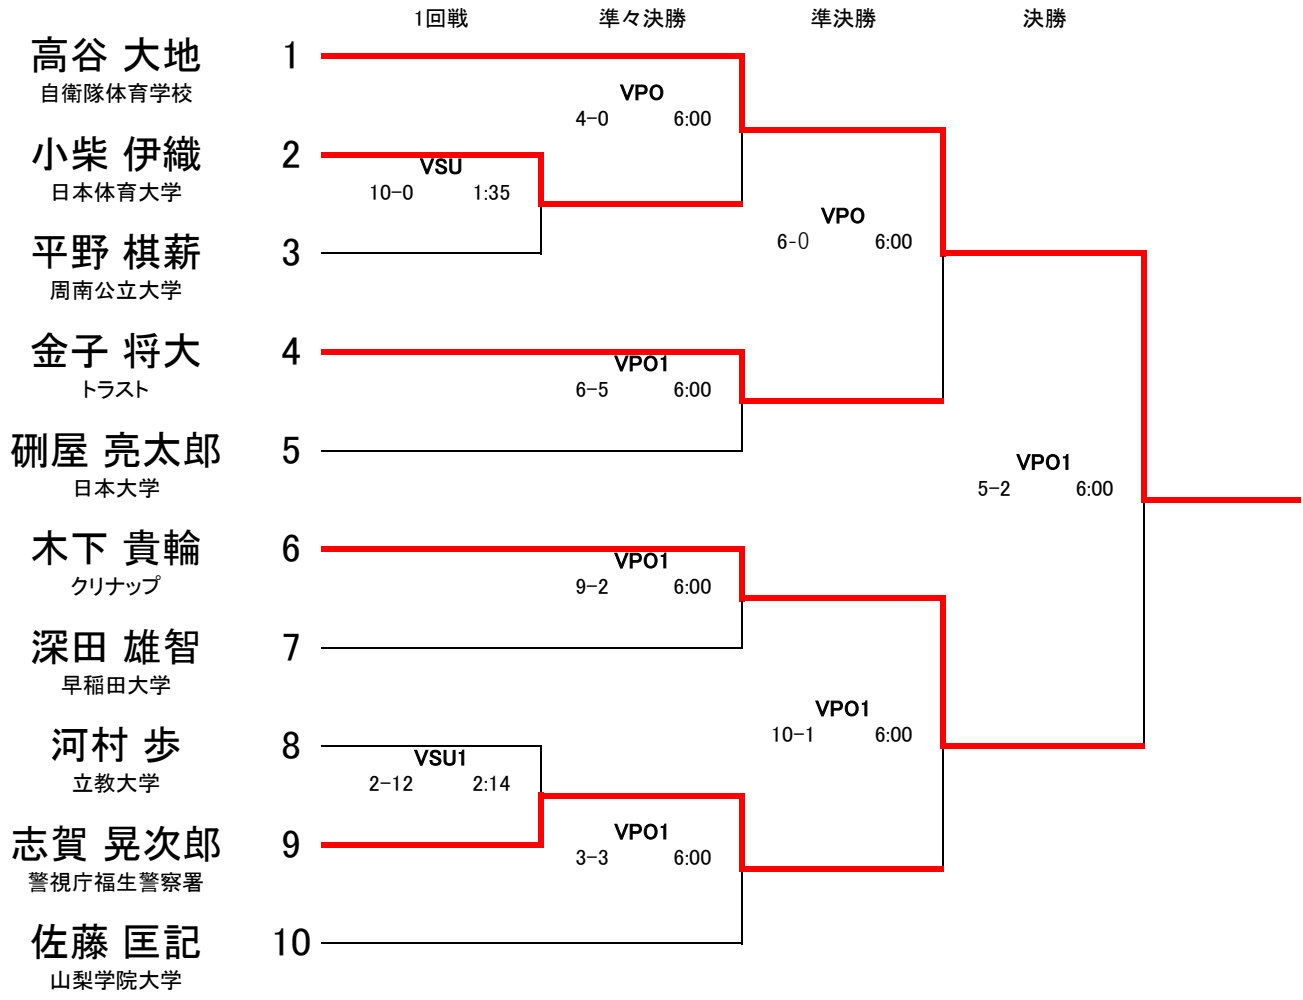 1回戦 準々決勝 準決勝 決勝
高谷 大地 1
自衛隊体育学校
VPO
4-0 6:00
小柴 伊織 2
日本体育大学
VSU
10-0 1:35
VPO
6-0 6:00
平野 棋薪 3
周南公立大学
金子 将大 4
トラスト
VPO1
6-5 6:00
硎屋 亮太郎 5
日本大学
VPO1
5-2 6:00
木下 貴輪 6
クリナップ
VPO1
9-2 6:00
深田 雄智 7
早稲田大学
VPO1
10-1 6:00
河村 歩 8
立教大学
VSU1
2-12 2:14
志賀 晃次郎 9
警視庁福生警察署
VPO1
3-3 6:00
佐藤 匡記 10
山梨学院大学